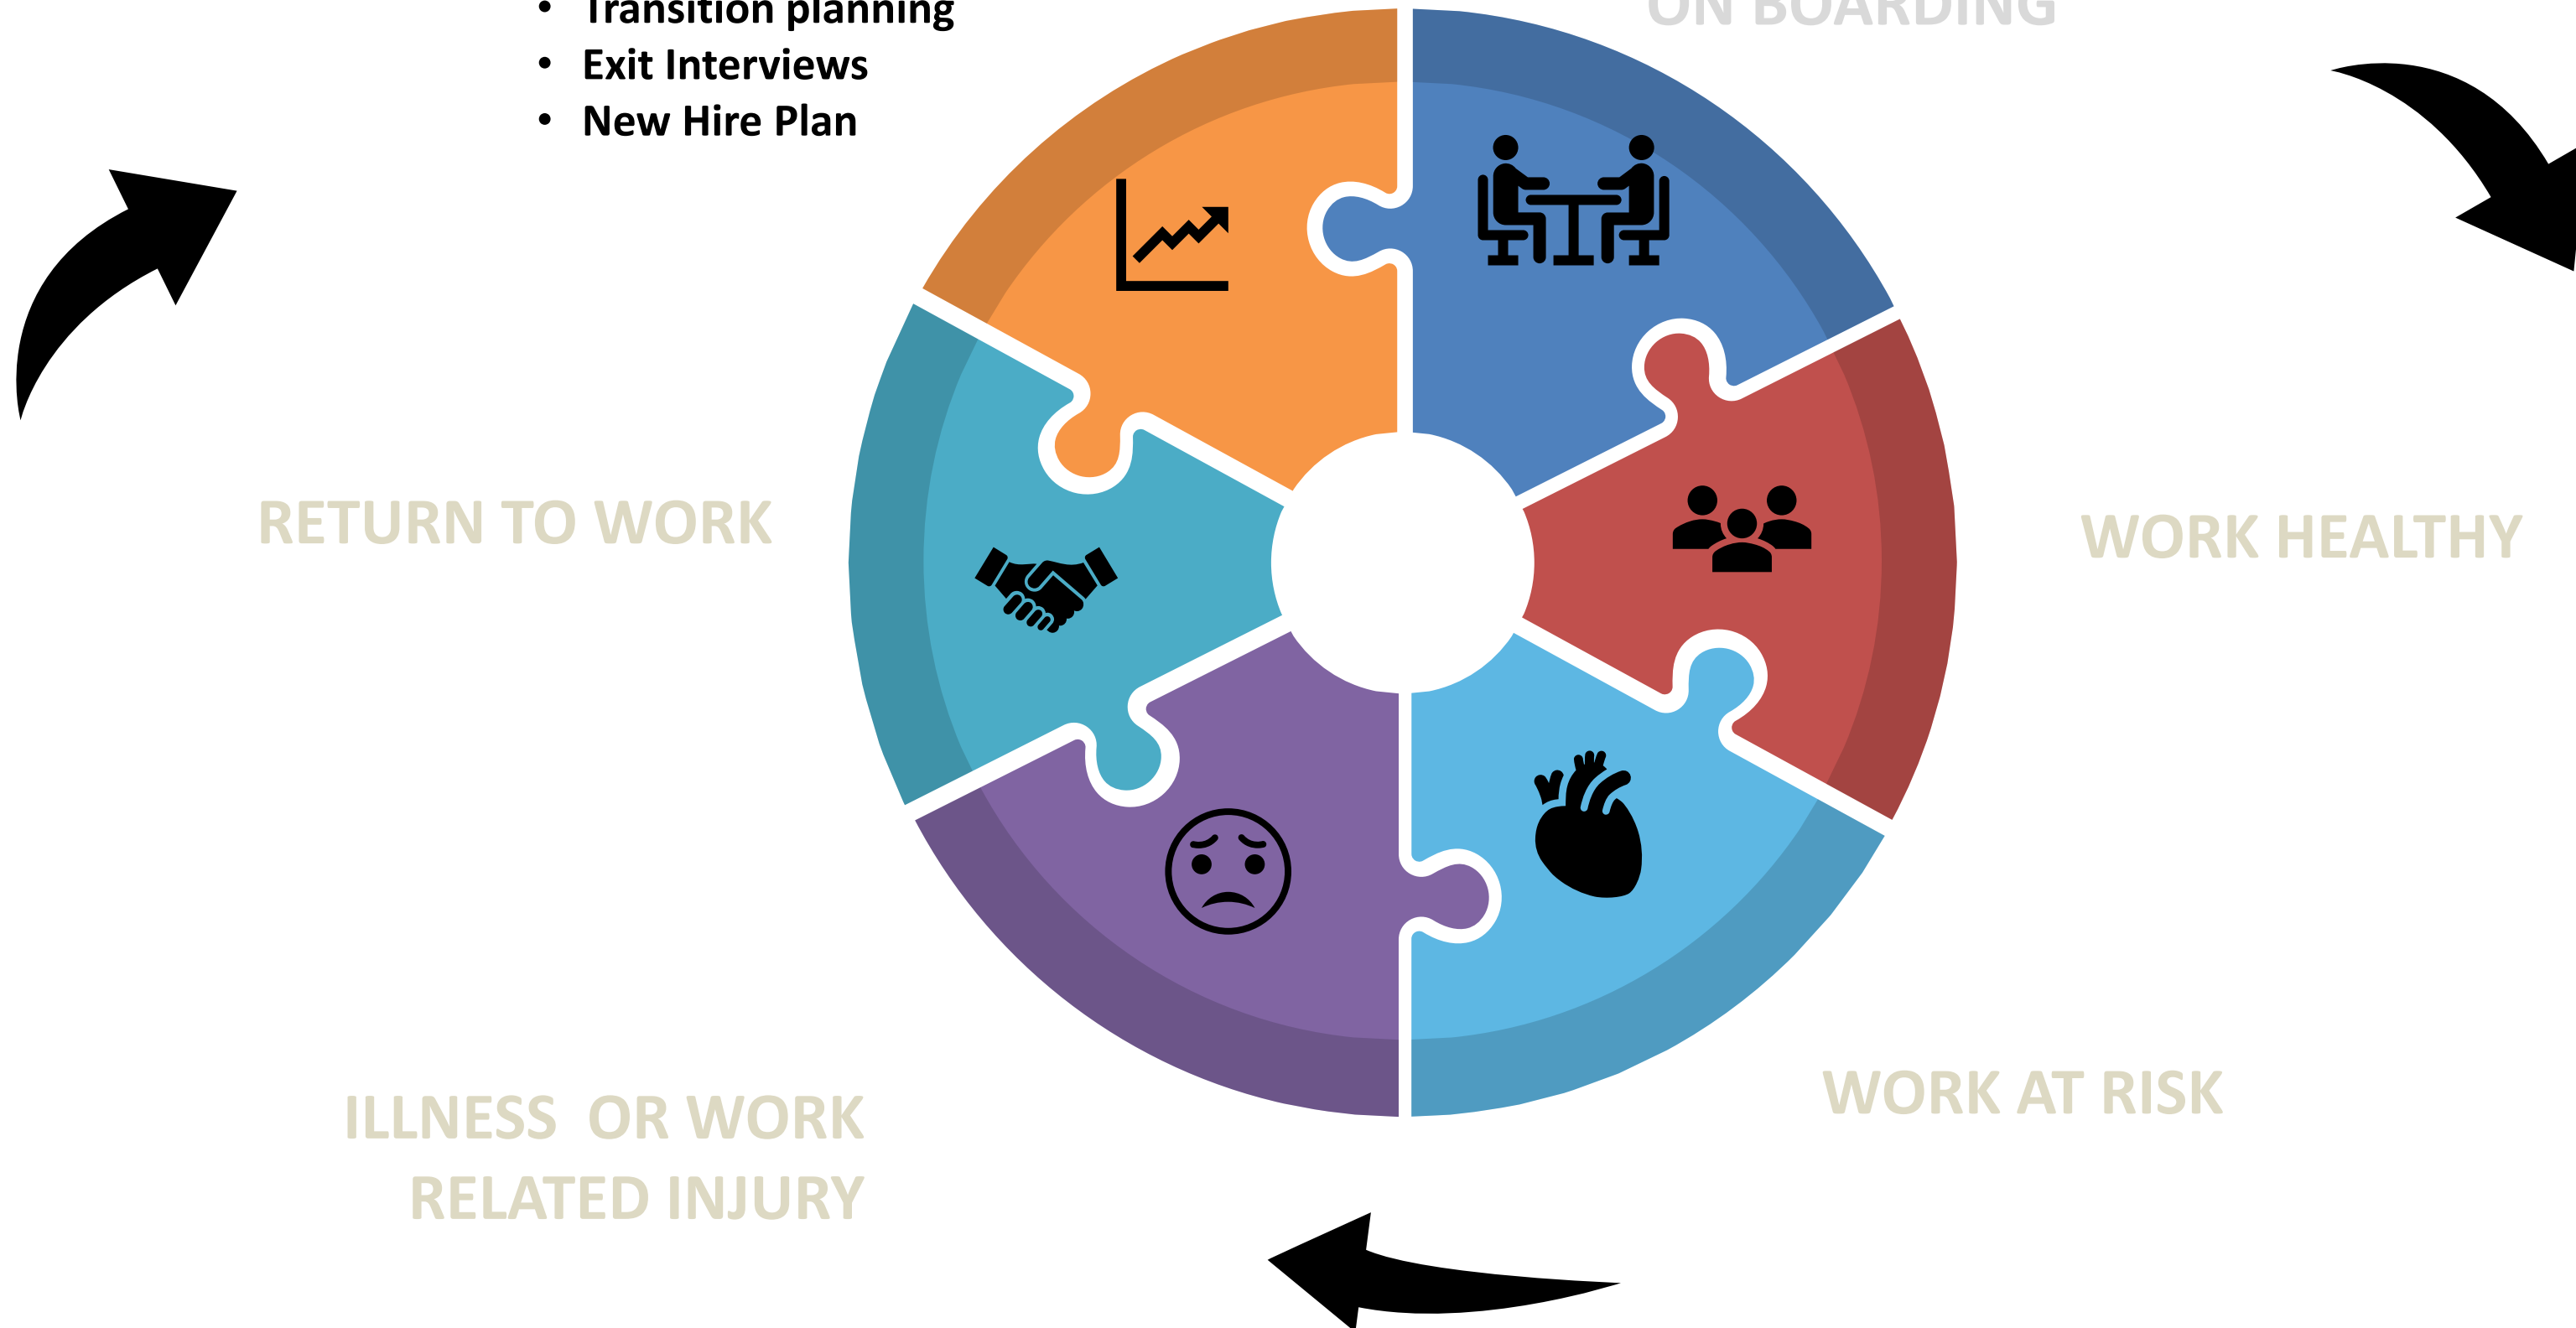 • Transition planning
ON BOARDING
• Exit Interviews
• New Hire Plan
RETURN TO WORK
WORK HEALTHY
WORK AT RISK
ILLNESS  OR WORK
RELATED INJURY